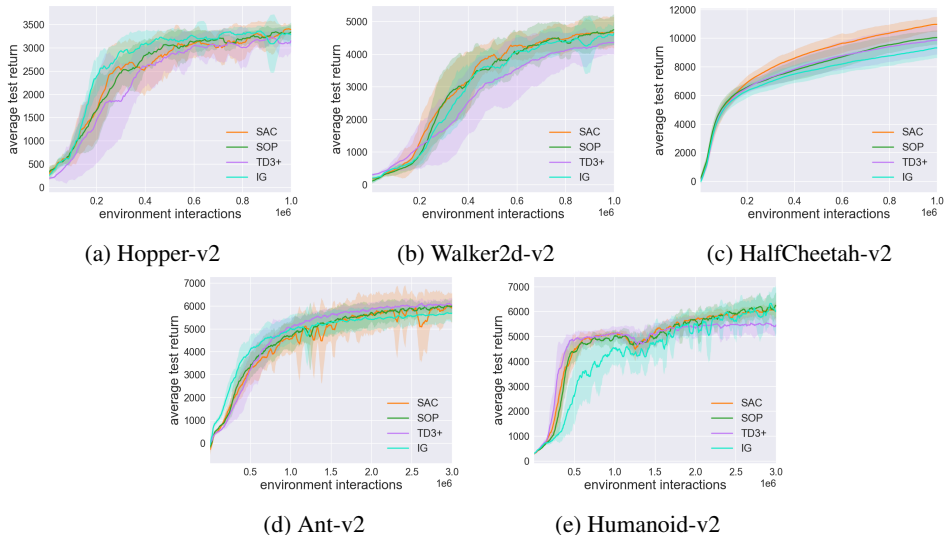 3500
3000
2500
2000
1500
1000
500
0
average test return
SAC
SOP
TD3+
IG
0.2 0.4 0.6 0.8 1.0
environment interactions 1e6
(a) Hopper-v2
5000
4000
3000
2000
1000
0
average test return
SAC
SOP
TD3+
IG
0.2 0.4 0.6 0.8 1.0
environment interactions 1e6
(b) Walker2d-v2
12000
10000
8000
6000
4000
2000
0
average test return
SAC
SOP
TD3+
IG
0.2 0.4 0.6 0.8 1.0
environment interactions 1e6
(c) HalfCheetah-v2
7000
6000
5000
4000
3000
2000
1000
0
average test return
SAC
SOP
TD3+
IG
0.5 1.0 1.5 2.0 2.5 3.0
environment interactions 1e6
(d) Ant-v2
7000
6000
5000
4000
3000
2000
1000
0
average test return
SAC
SOP
TD3+
IG
0.5 1.0 1.5 2.0 2.5 3.0
environment interactions 1e6
(e) Humanoid-v2